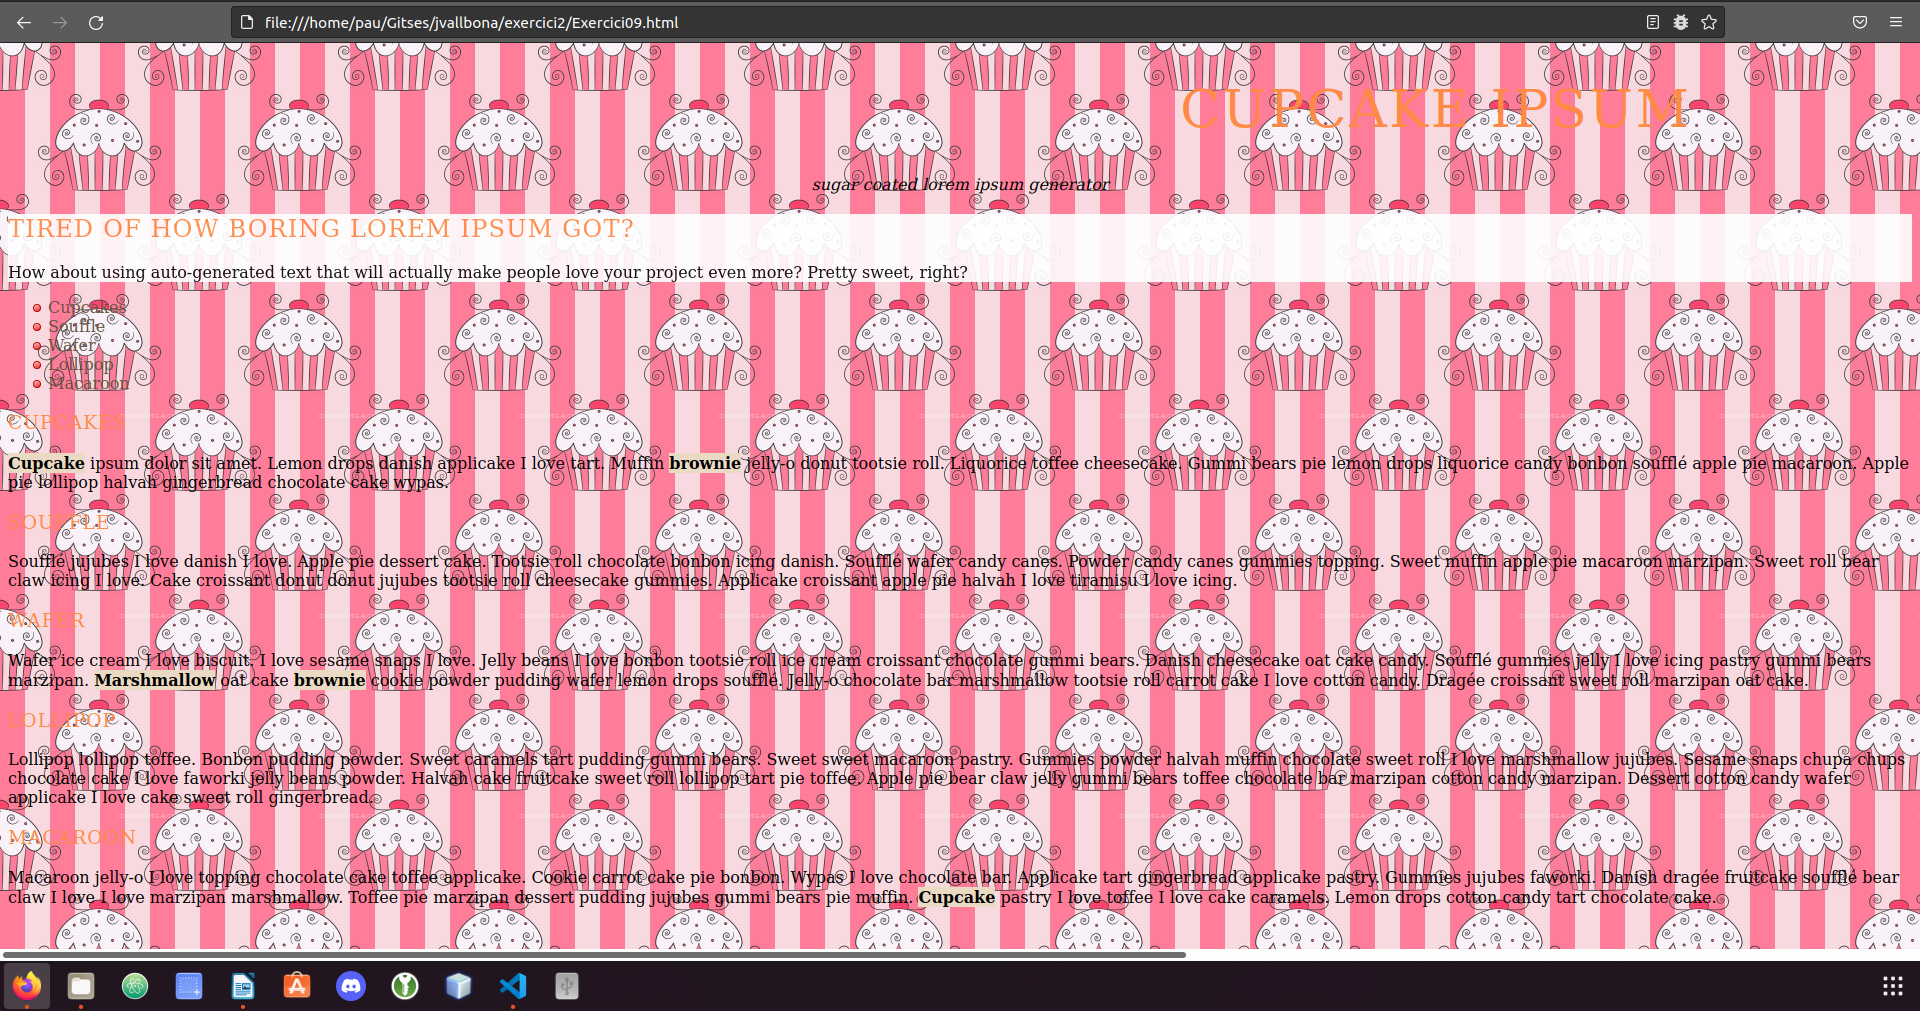 file:///home/pau/Gitses/jvallbona/exercici2/Exercici09.html
CUPCAKE IPSUM
sugar coated lorem ipsum generator
TIRED OF HOW BORING LOREM IPSUM GOT?
How about using auto-generated text that will actually make people love your project even more? Pretty sweet, right?
Cupcakes
Souffle
Wafer
Lollipop
Macaroon
CUPCAKES
Cupcake ipsum dolor sit amet. Lemon drops danish applicake I love tart. Muffin brownie jelly-o donut tootsie roll. Liquorice toffee cheesecake. Gummi bears pie lemon drops liquorice candy bonbon soufflé apple pie macaroon. Apple
pie lollipop halvah gingerbread chocolate cake wypas.
SOUFFLE
Soufflé jujubes I love danish I love. Apple pie dessert cake. Tootsie roll chocolate bonbon icing danish. Soufflé wafer candy canes. Powder candy canes gummies topping. Sweet muffin apple pie macaroon marzipan. Sweet roll bear
claw icing I love. Cake croissant donut donut jujubes tootsie roll cheesecake gummies. Applicake croissant apple pie halvah I love tiramisu I love icing.
WAFER
Wafer ice cream I love biscuit. I love sesame snaps I love. Jelly beans I love bonbon tootsie roll ice cream croissant chocolate gummi bears. Danish cheesecake oat cake candy. Soufflé gummies jelly I love icing pastry gummi bears
marzipan. Marshmallow oat cake brownie cookie powder pudding wafer lemon drops soufflé. Jelly-o chocolate bar marshmallow tootsie roll carrot cake I love cotton candy. Dragée croissant sweet roll marzipan oat cake.
LOLLIPOP
Lollipop lollipop toffee. Bonbon pudding powder. Sweet caramels tart pudding gummi bears. Sweet sweet macaroon pastry. Gummies powder halvah muffin chocolate sweet roll I love marshmallow jujubes. Sesame snaps chupa chups
chocolate cake I love faworki jelly beans powder. Halvah cake fruitcake sweet roll lollipop tart pie toffee. Apple pie bear claw jelly gummi bears toffee chocolate bar marzipan cotton candy marzipan. Dessert cotton candy wafer
applicake I love cake sweet roll gingerbread.
MACAROON
Macaroon jelly-o I love topping chocolate cake toffee applicake. Cookie carrot cake pie bonbon. Wypas I love chocolate bar. Applicake tart gingerbread applicake pastry. Gummies jujubes faworki. Danish dragée fruitcake soufflé bear
claw I love I love marzipan marshmallow. Toffee pie marzipan dessert pudding jujubes gummi bears pie muffin. Cupcake pastry I love toffee I love cake caramels. Lemon drops cotton candy tart chocolate cake.